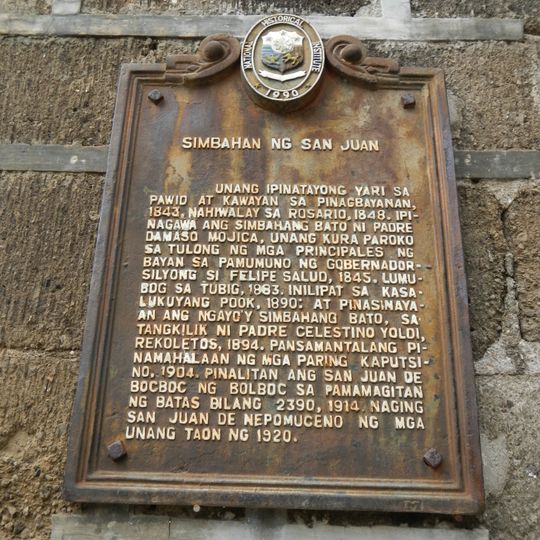 NATIONAL HISTORICAL INSTITUTE
1990
SIMBAHAN NG SAN JUAN
UNANG IPINATAYONG YARI SA
PAWID AT KAWAYAN SA PINAGBAYANAN,
1843, NAHIWALAY SA ROSARIO, 1848. IPI-
NAGAWA ANG SIMBAHANG BATO NI PADRE
DAMASO MOJICA, UNANG KURA PAROKO
SA TULONG NG MGA PRINCIPALES NG
BAYAN SA PAMUMUNO NG GOBERNADOR-
SILYONG SI FELIPE SALUD, 1845. LUMU-
BOG SA TUBIG, 1883. INILIPAT SA KASA-
LUKUYANG POOK, 1890; AT PINASINAYA-
AN ANG NGAYO'Y SIMBAHANG BATO, SA
TANGKILIK NI PADRE CELESTINO YOLDI,
REKOLETOS, 1894. PANSAMANTALANG PI-
NAMAHALAAN NG MGA PARING KAPUTSI-
NO, 1904. PINALITAN ANG SAN JUAN DE
BOCBOC NG BOLBOC SA PAMAMAGITAN
NG BATAS BILANG 2390, 1914. NAGING
SAN JUAN DE NEPOMUCENO NG MGA
UNANG TAON NG 1920.